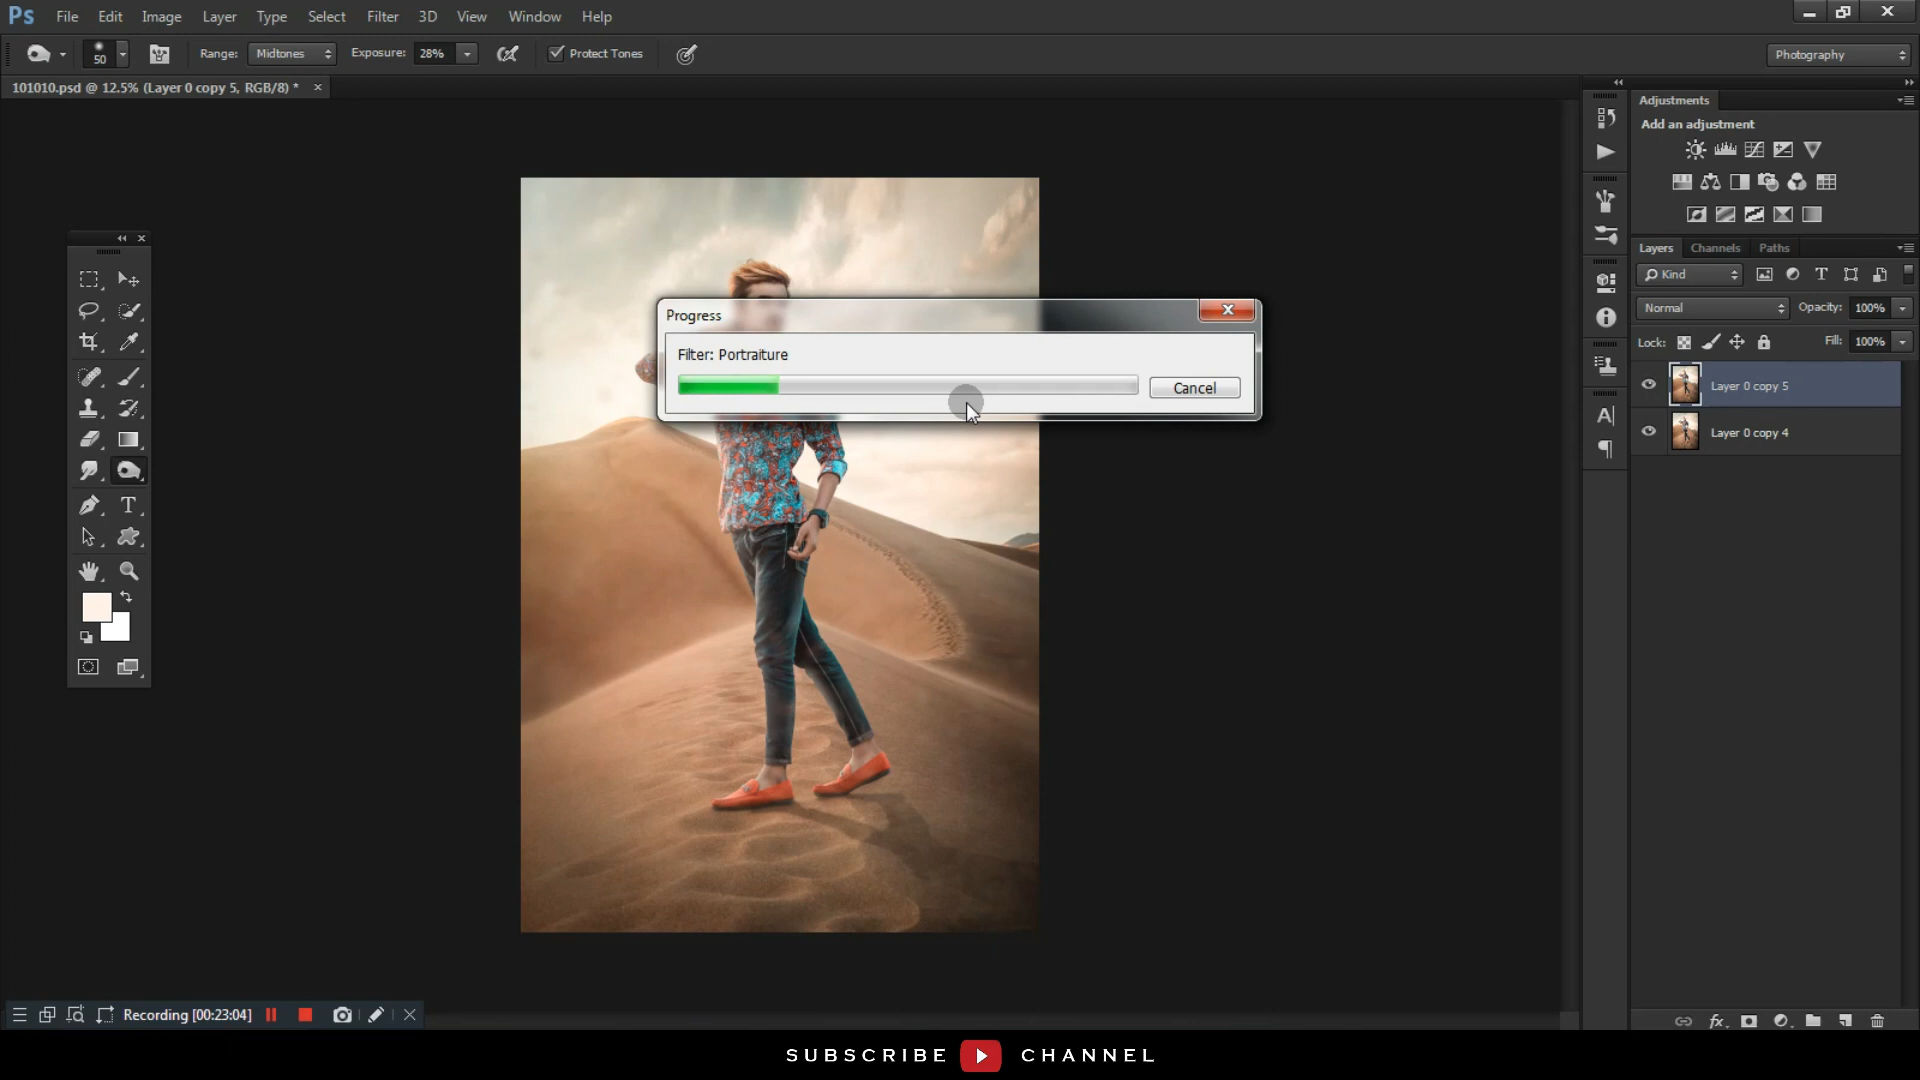 Ps File Edit Image Layer Type Select Filter 3D View Window Help
50 Range: Midtones Exposure: 28% Protect Tones Photography
101010.psd @ 12.5% (Layer 0 copy 5, RGB/8) * ×
Adjustments
Add an adjustment
Layers Channels Paths
Kind
Normal Opacity: 100%
Lock: Fill: 100%
Layer 0 copy 5
Layer 0 copy 4
Progress
Filter: Portraiture
Cancel
Recording [00:23:04]
SUBSCRIBE CHANNEL